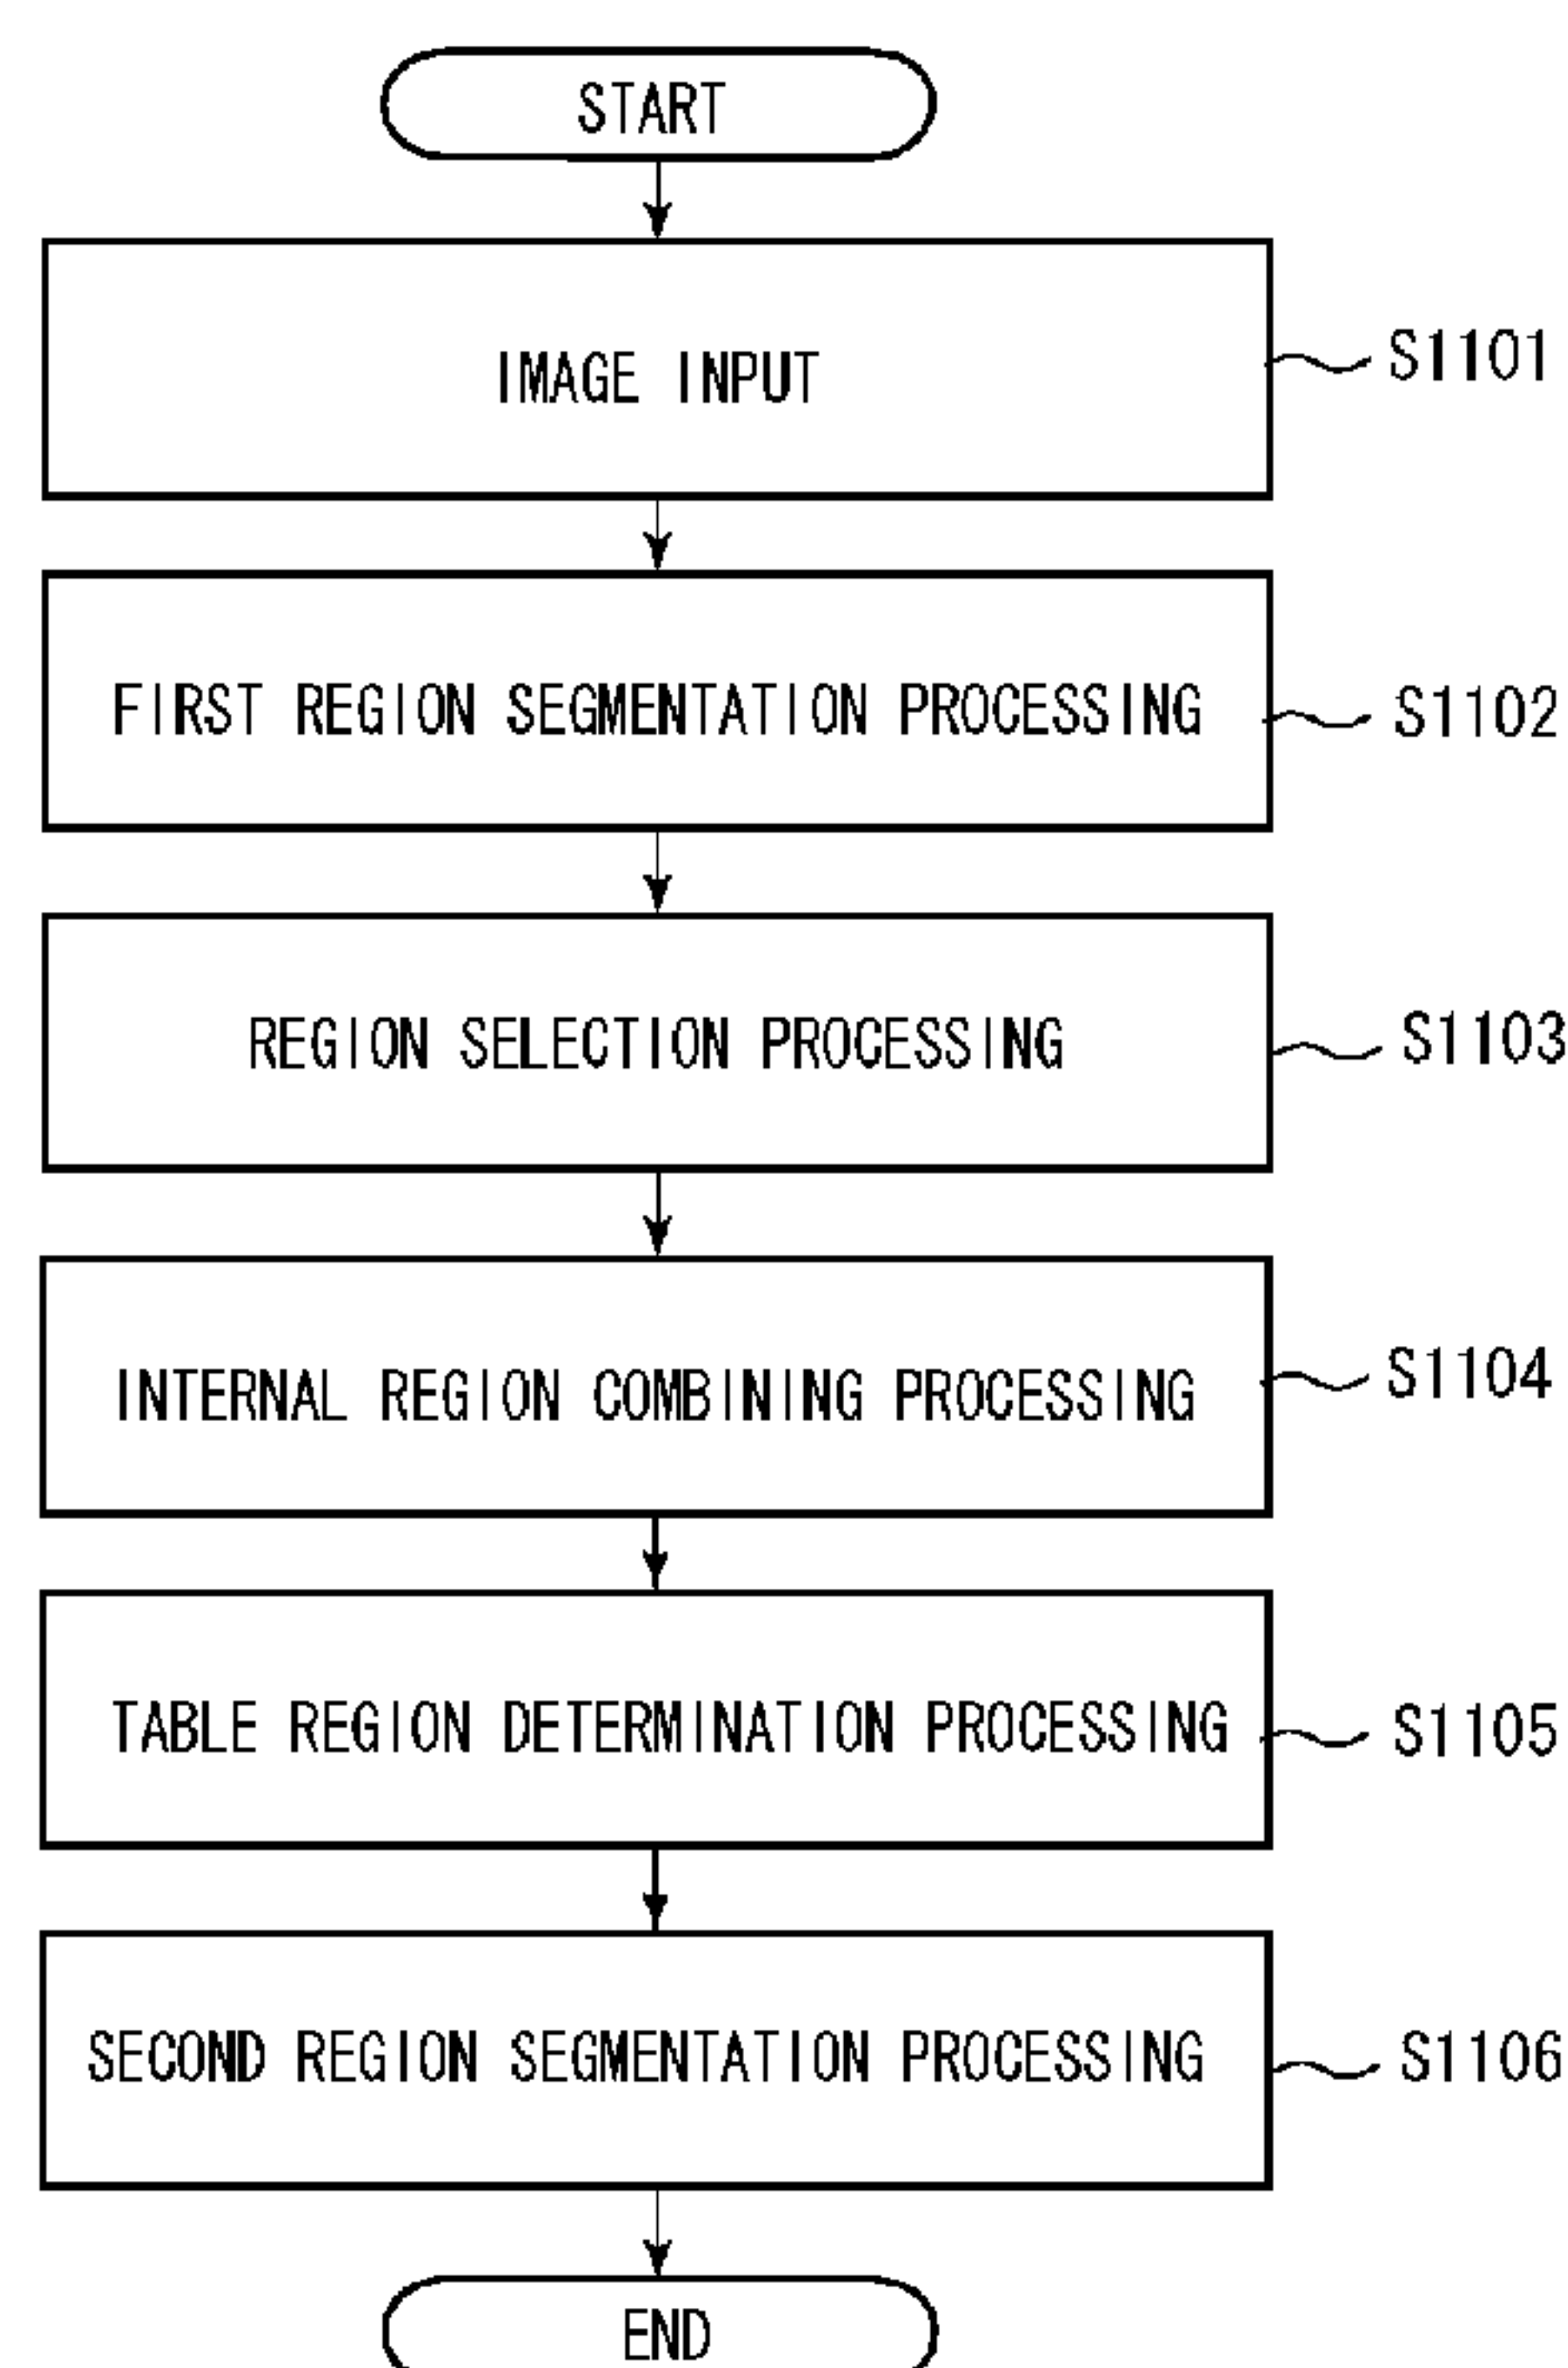 START
IMAGE INPUT
S1101
FIRST REGION SEGMENTATION PROCESSING
S1102
REGION SELECTION PROCESSING
S1103
INTERNAL REGION COMBINING PROCESSING
S1104
TABLE REGION DETERMINATION PROCESSING
S1105
SECOND REGION SEGMENTATION PROCESSING
S1106
END